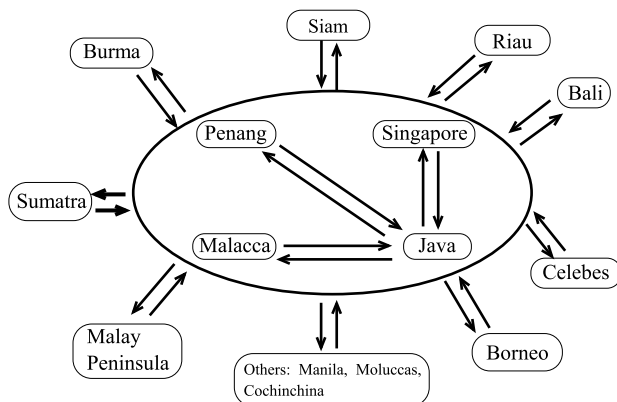 Siam
Burma
Riau
Bali
Penang
Singapore
Sumatra
Malacca
Java
Celebes
Malay
Peninsula
Others: Manila, Moluccas,
Cochinchina
Borneo